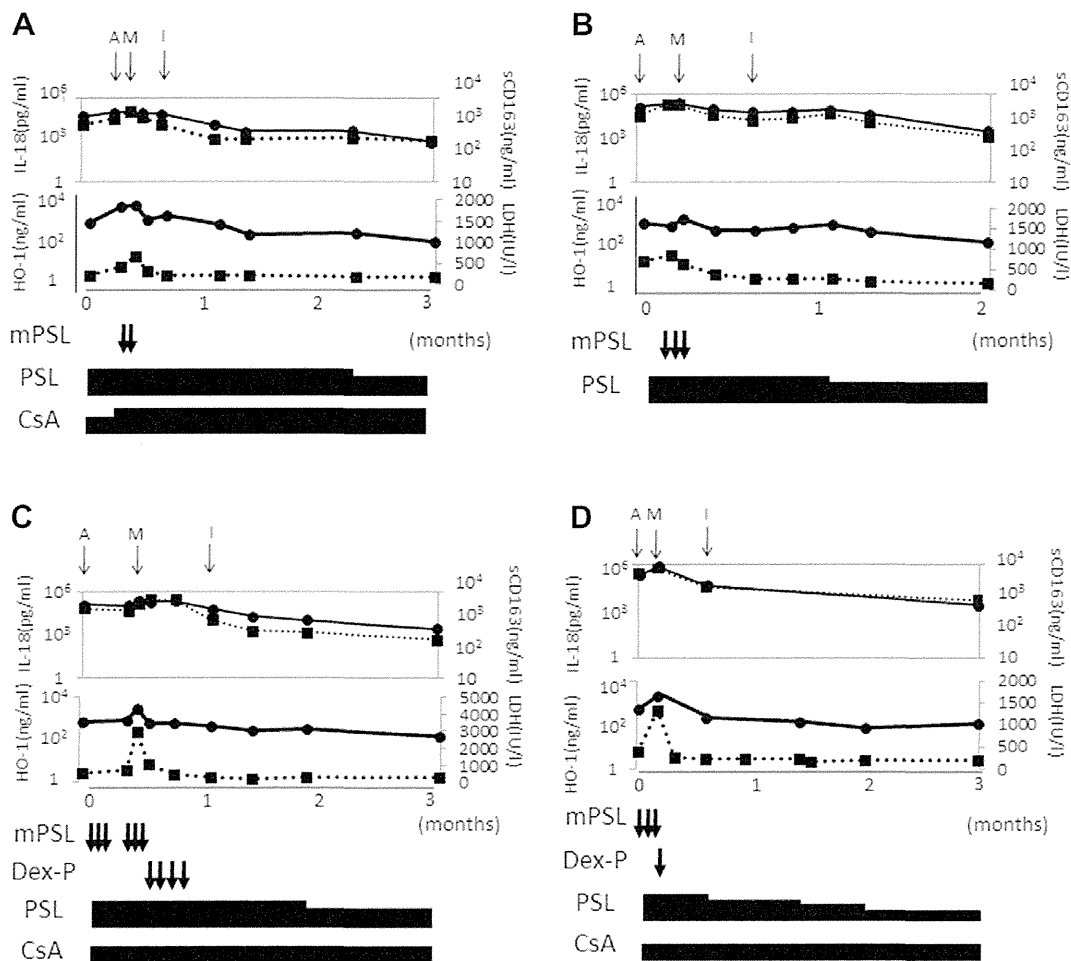 A
A M I
IL-18(pg/ml)
10⁶
10³
1
sCD163(ng/ml)
10⁴
10³
10²
10
HO-1(ng/ml)
10⁴
10²
1
LDH(IU/l)
2000
1500
1000
500
0
0 1 2 3
(months)
mPSL
PSL
CsA
B
A M I
IL-18(pg/ml)
10⁶
10³
1
sCD163(ng/ml)
10⁴
10³
10²
10
HO-1(ng/ml)
10⁴
10²
1
LDH(IU/l)
2000
1500
1000
500
0
0 1 2
(months)
mPSL
PSL
C
A M I
IL-18(pg/ml)
10⁶
10³
1
sCD163(ng/ml)
10⁴
10³
10²
10
HO-1(ng/ml)
10⁴
10²
1
LDH(IU/l)
5000
4000
3000
2000
1000
0
0 1 2 3
(months)
mPSL
Dex-P
PSL
CsA
D
A M I
IL-18(pg/ml)
10⁶
10³
1
sCD163(ng/ml)
10⁴
10³
10²
10
HO-1(ng/ml)
10⁴
10²
1
LDH(IU/l)
2000
1500
1000
500
0
0 1 2 3
(months)
mPSL
Dex-P
PSL
CsA